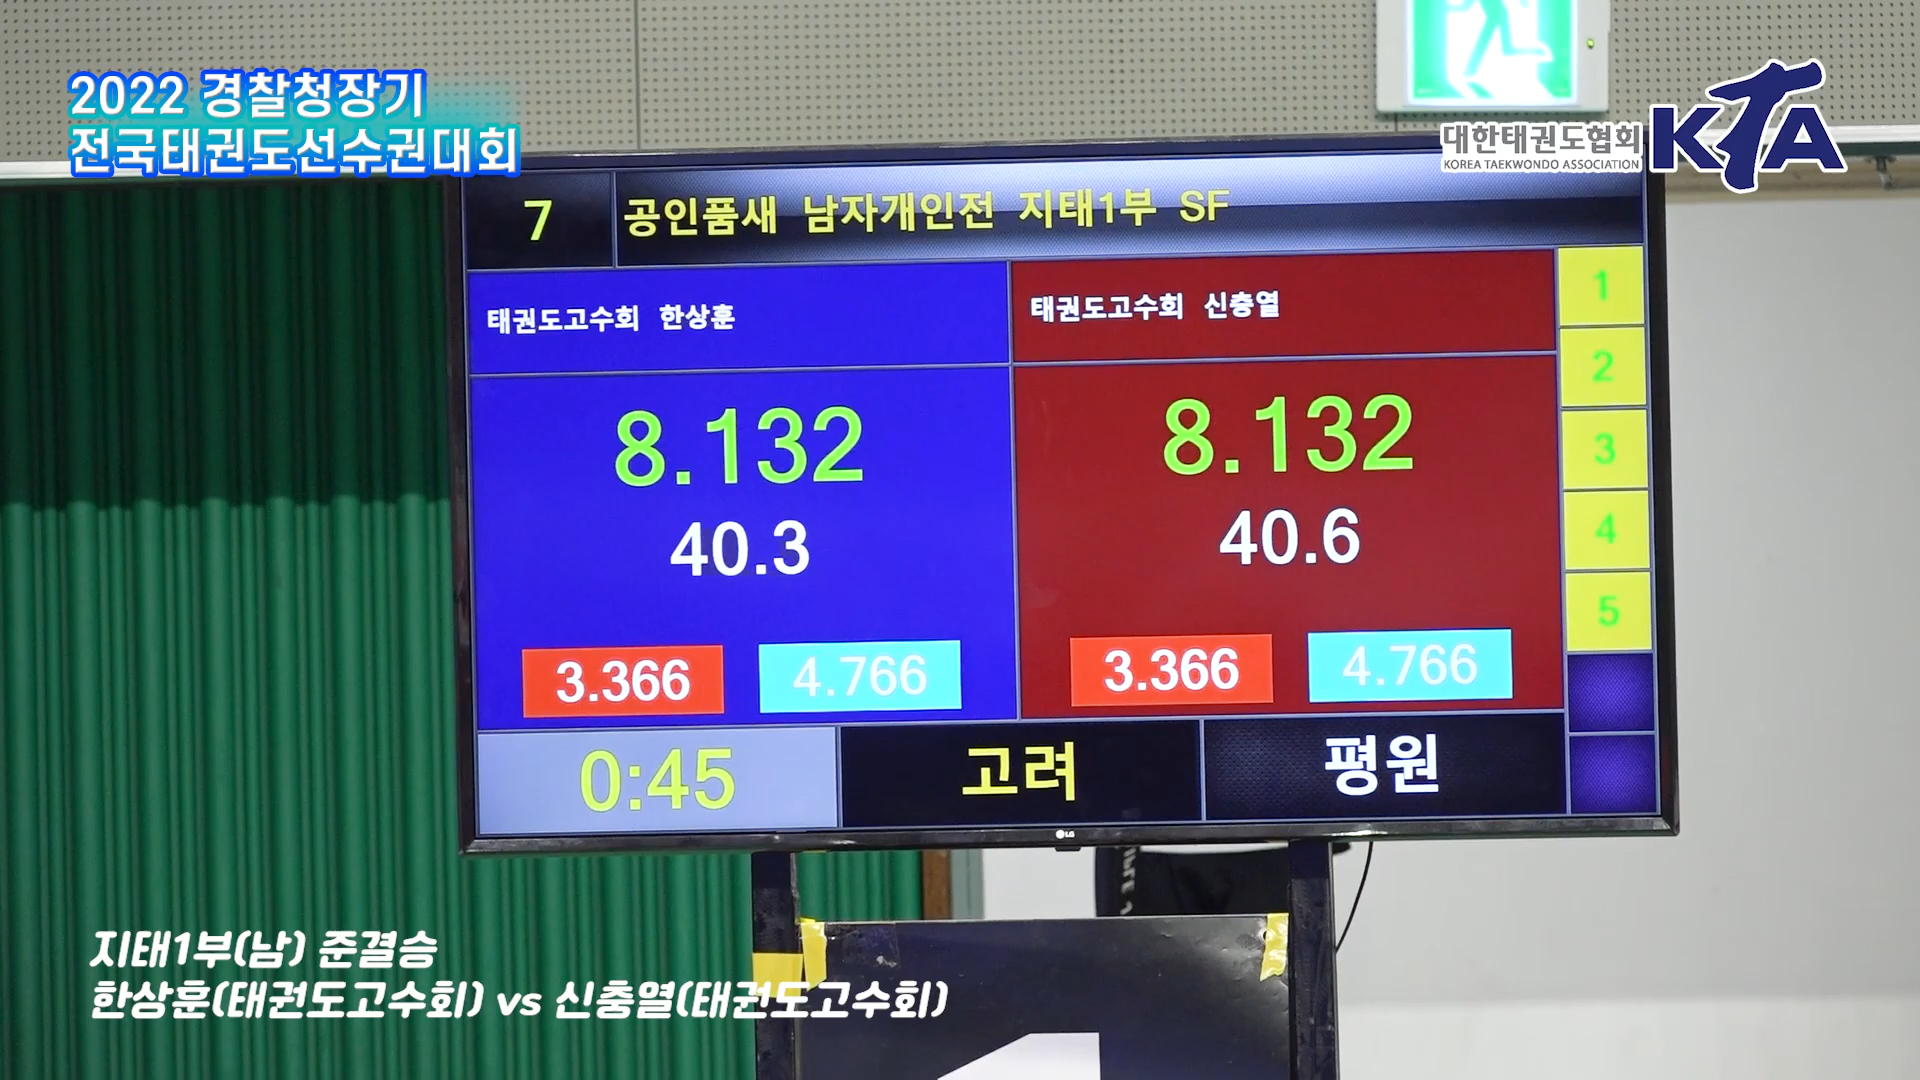 2022 경찰청장기
전국태권도선수권대회
대한태권도협회
KOREA TAEKWONDO ASSOCIATION
KTA
7 공인품새 남자개인전 지태1부 SF
태권도고수회 한상훈
태권도고수회 신충열
8.132
8.132
40.3
40.6
3.366 4.766
3.366 4.766
1
2
3
4
5
0:45 고려 평원
LG
지태1부(남) 준결승
한상훈(태권도고수회) vs 신충열(태권도고수회)